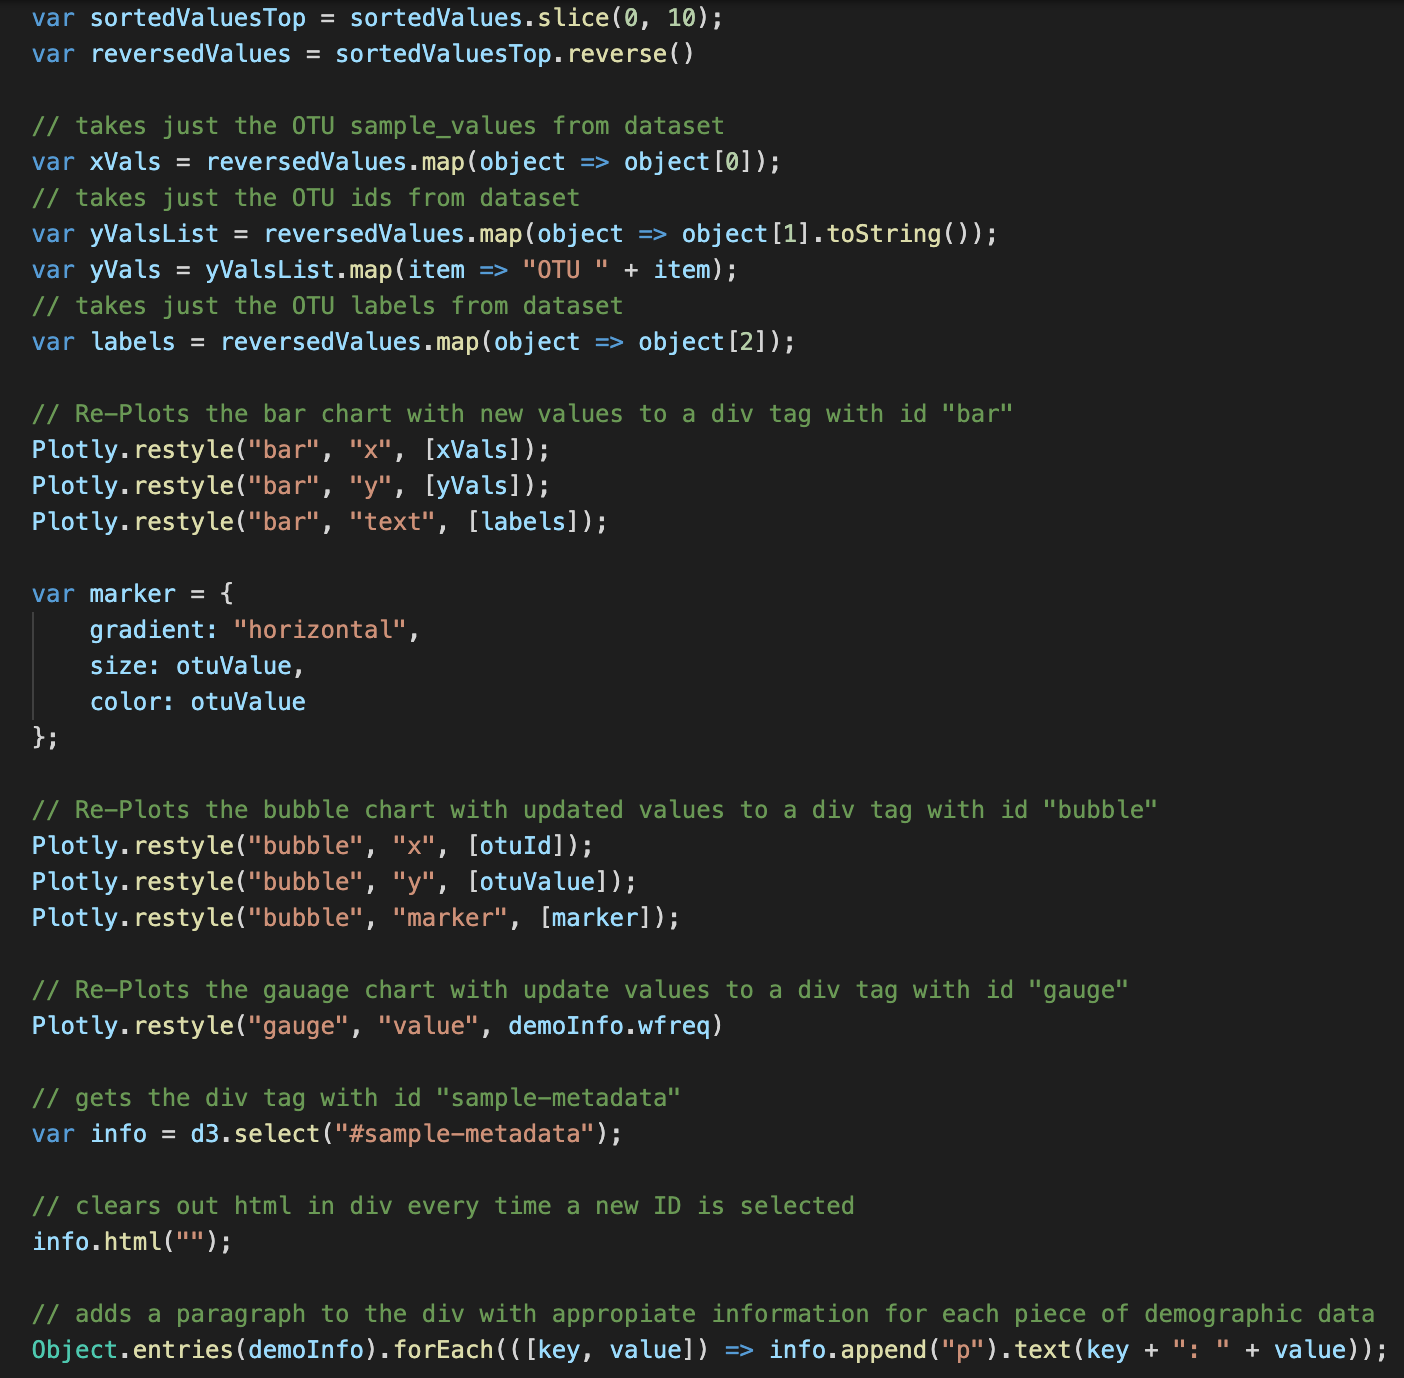 var sortedValuesTop = sortedValues.slice(0, 10);
var reversedValues = sortedValuesTop.reverse()

// takes just the OTU sample_values from dataset
var xVals = reversedValues.map(object => object[0]);
// takes just the OTU ids from dataset
var yValsList = reversedValues.map(object => object[1].toString());
var yVals = yValsList.map(item => "OTU " + item);
// takes just the OTU labels from dataset
var labels = reversedValues.map(object => object[2]);

// Re-Plots the bar chart with new values to a div tag with id "bar"
Plotly.restyle("bar", "x", [xVals]);
Plotly.restyle("bar", "y", [yVals]);
Plotly.restyle("bar", "text", [labels]);

var marker = {
    gradient: "horizontal",
    size: otuValue,
    color: otuValue
};

// Re-Plots the bubble chart with updated values to a div tag with id "bubble"
Plotly.restyle("bubble", "x", [otuId]);
Plotly.restyle("bubble", "y", [otuValue]);
Plotly.restyle("bubble", "marker", [marker]);

// Re-Plots the gauage chart with update values to a div tag with id "gauge"
Plotly.restyle("gauge", "value", demoInfo.wfreq)

// gets the div tag with id "sample-metadata"
var info = d3.select("#sample-metadata");

// clears out html in div every time a new ID is selected
info.html("");

// adds a paragraph to the div with appropiate information for each piece of demographic data
Object.entries(demoInfo).forEach(([key, value]) => info.append("p").text(key + ": " + value));